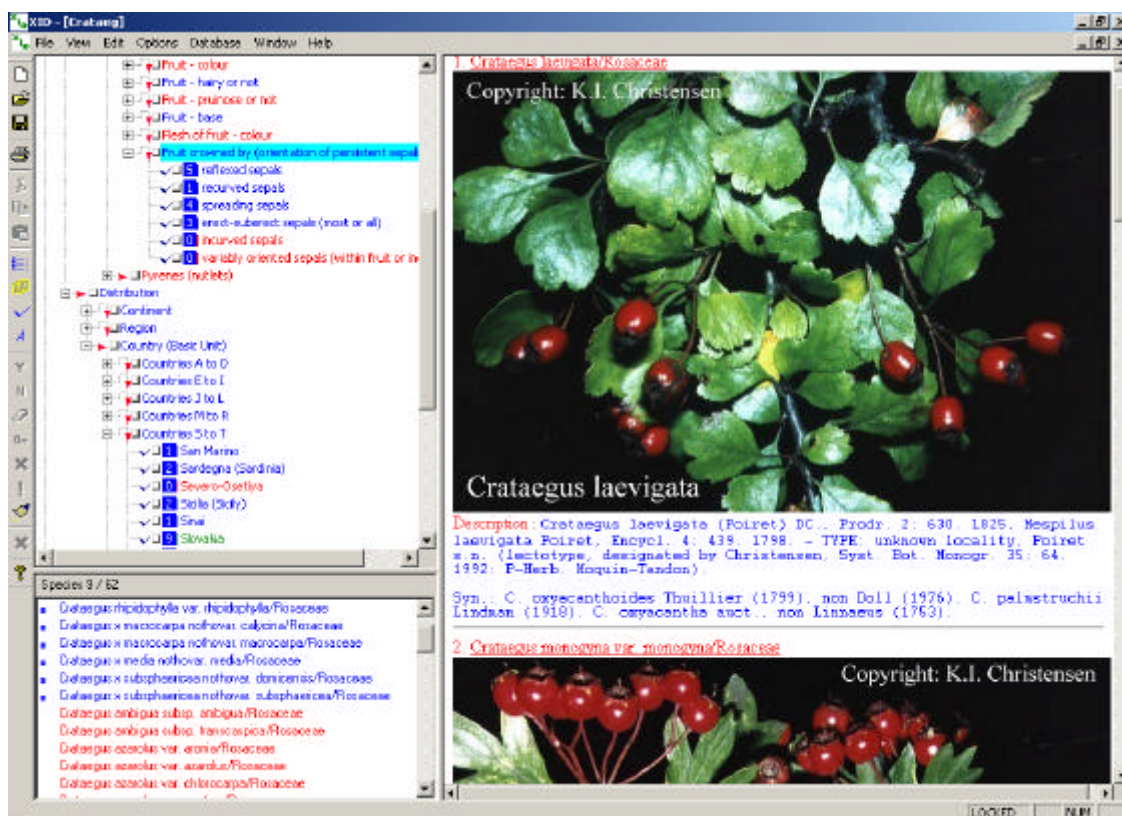 XID - [Crataeg]
File View Edit Options Database Window Help
Fruit - colour
Fruit - hairy or not
Fruit - pruinose or not
Fruit - base
Flesh of fruit - colour
Fruit crowned by (orientation of persistent sepal
5 reflexed sepals
1 recurved sepals
4 spreading sepals
3 erect-suberect sepals (most or all)
0 incurved sepals
0 variably oriented sepals (within fruit or in
Pyrenes (nutlets)
Distribution
Continent
Region
Country (Basic Unit)
Countries A to D
Countries E to I
Countries J to L
Countries M to R
Countries S to T
1 San Marino
2 Sardegna (Sardinia)
0 Severo-Osetiya
2 Sicilia (Sicily)
1 Sinai
9 Slovakia
Species 9 / 62
Crataegus rhipidophylla var. rhipidophylla/Rosaceae
Crataegus x macrocarpa nothovar. calycina/Rosaceae
Crataegus x macrocarpa nothovar. macrocarpa/Rosaceae
Crataegus x media nothovar. media/Rosaceae
Crataegus x subsphaericea nothovar. domicensis/Rosaceae
Crataegus x subsphaericea nothovar. subsphaericea/Rosaceae
Crataegus ambigua subsp. ambigua/Rosaceae
Crataegus ambigua subsp. transcaspica/Rosaceae
Crataegus azarolus var. aronia/Rosaceae
Crataegus azarolus var. azarolus/Rosaceae
Crataegus azarolus var. chlorocarpa/Rosaceae
1. Crataegus laevigata/Rosaceae
Copyright: K.I. Christensen
Crataegus laevigata
Description: Crataegus laevigata (Poiret) DC., Prodr. 2: 630. 1825. Mespilus
laevigata Poiret, Encycl. 4: 439. 1798. - TYPE: unknown locality, Poiret
s.n. (lectotype, designated by Christensen, Syst. Bot. Monogr. 35: 64.
1992: P-Herb. Moquin-Tandon).
Syn.: C. oxyacanthoides Thuillier (1799), non Doll (1976). C. palmstruchii
Lindman (1918). C. oxyacantha auct., non Linnaeus (1753).
2. Crataegus monogyna var. monogyna/Rosaceae
Copyright: K.I. Christensen
LOCKED NUM